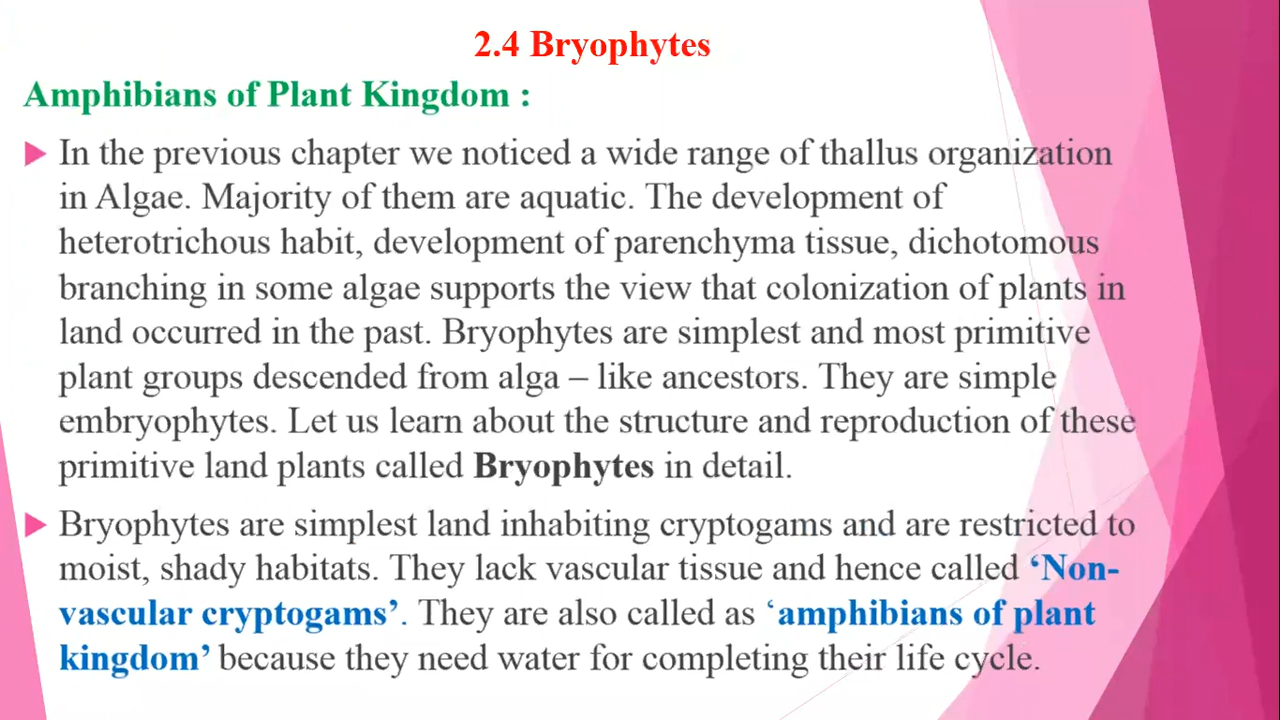 2.4 Bryophytes
Amphibians of Plant Kingdom :
In the previous chapter we noticed a wide range of thallus organization
in Algae. Majority of them are aquatic. The development of
heterotrichous habit, development of parenchyma tissue, dichotomous
branching in some algae supports the view that colonization of plants in
land occurred in the past. Bryophytes are simplest and most primitive
plant groups descended from alga – like ancestors. They are simple
embryophytes. Let us learn about the structure and reproduction of these
primitive land plants called Bryophytes in detail.
Bryophytes are simplest land inhabiting cryptogams and are restricted to
moist, shady habitats. They lack vascular tissue and hence called ‘Non-
vascular cryptogams’. They are also called as ‘amphibians of plant
kingdom’ because they need water for completing their life cycle.